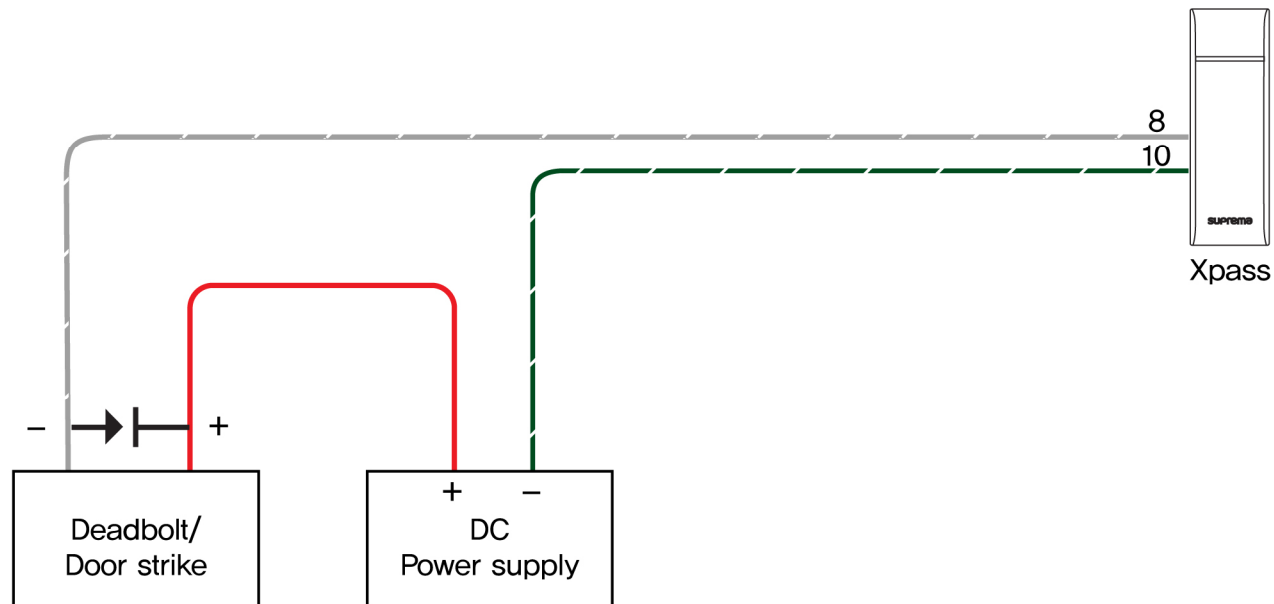 8
10
suprema
Xpass
− +
+ −
Deadbolt/
Door strike
DC
Power supply